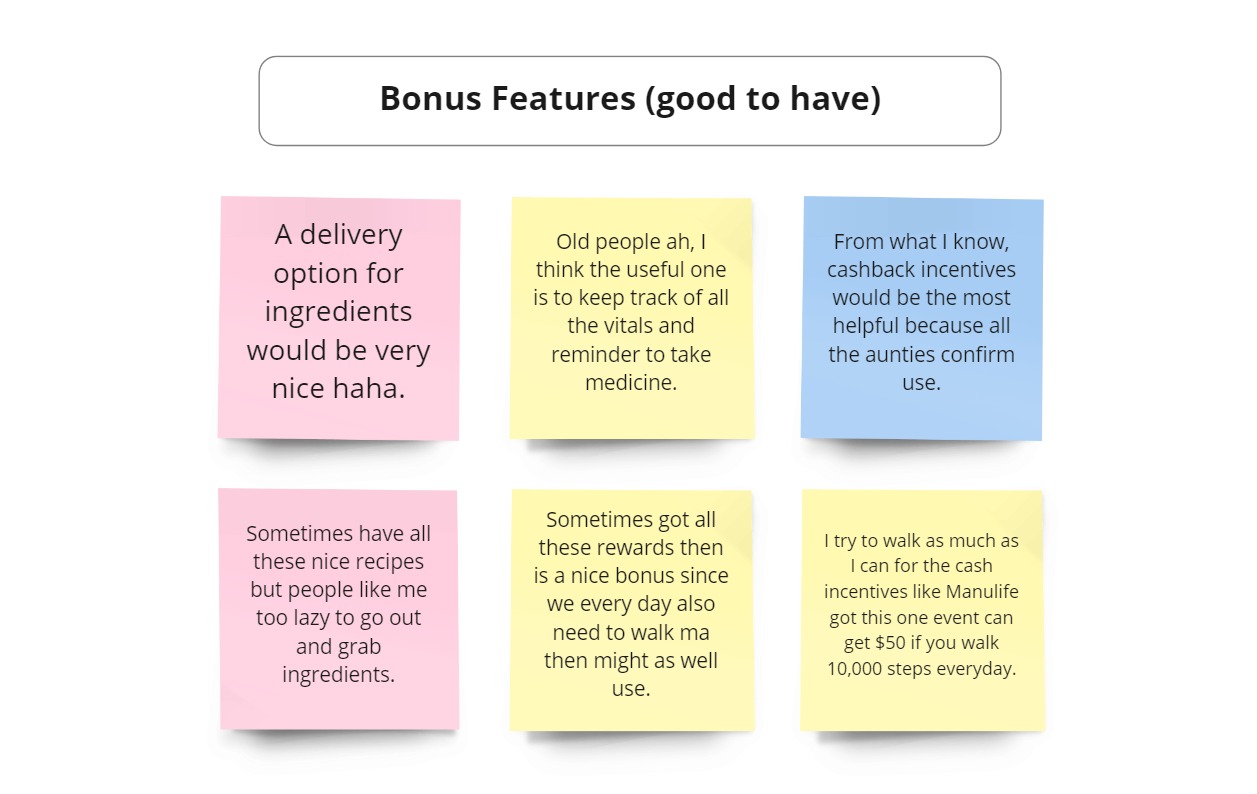 Bonus Features (good to have)
A delivery
option for
ingredients
would be very
nice haha.
Old people ah, I
think the useful one
is to keep track of all
the vitals and
reminder to take
medicine.
From what I know,
cashback incentives
would be the most
helpful because all
the aunties confirm
use.
Sometimes have all
these nice recipes
but people like me
too lazy to go out
and grab
ingredients.
Sometimes got all
these rewards then
is a nice bonus since
we every day also
need to walk ma
then might as well
use.
I try to walk as much as
I can for the cash
incentives like Manulife
got this one event can
get $50 if you walk
10,000 steps everyday.